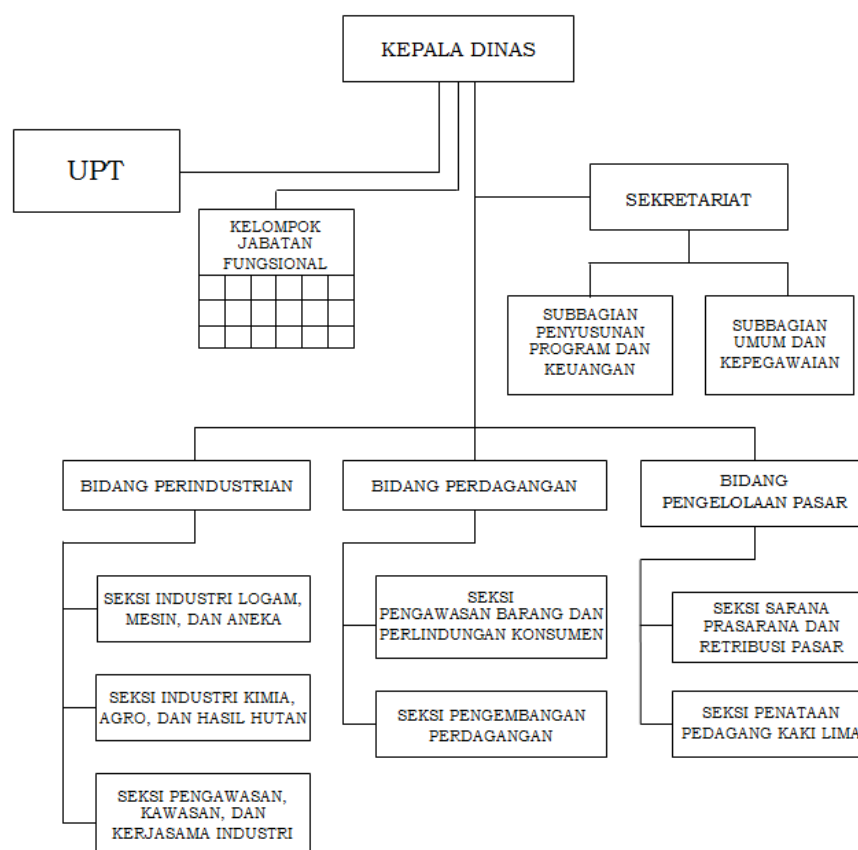 KEPALA DINAS
UPT
SEKRETARIAT
KELOMPOK
JABATAN
FUNGSIONAL
SUBBAGIAN
PENYUSUNAN
PROGRAM DAN
KEUANGAN
SUBBAGIAN
UMUM DAN
KEPEGAWAIAN
BIDANG PERINDUSTRIAN
BIDANG PERDAGANGAN
BIDANG
PENGELOLAAN PASAR
SEKSI INDUSTRI LOGAM,
MESIN, DAN ANEKA
SEKSI INDUSTRI KIMIA,
AGRO, DAN HASIL HUTAN
SEKSI PENGAWASAN,
KAWASAN, DAN
KERJASAMA INDUSTRI
SEKSI
PENGAWASAN BARANG DAN
PERLINDUNGAN KONSUMEN
SEKSI PENGEMBANGAN
PERDAGANGAN
SEKSI SARANA
PRASARANA DAN
RETRIBUSI PASAR
SEKSI PENATAAN
PEDAGANG KAKI LIMA